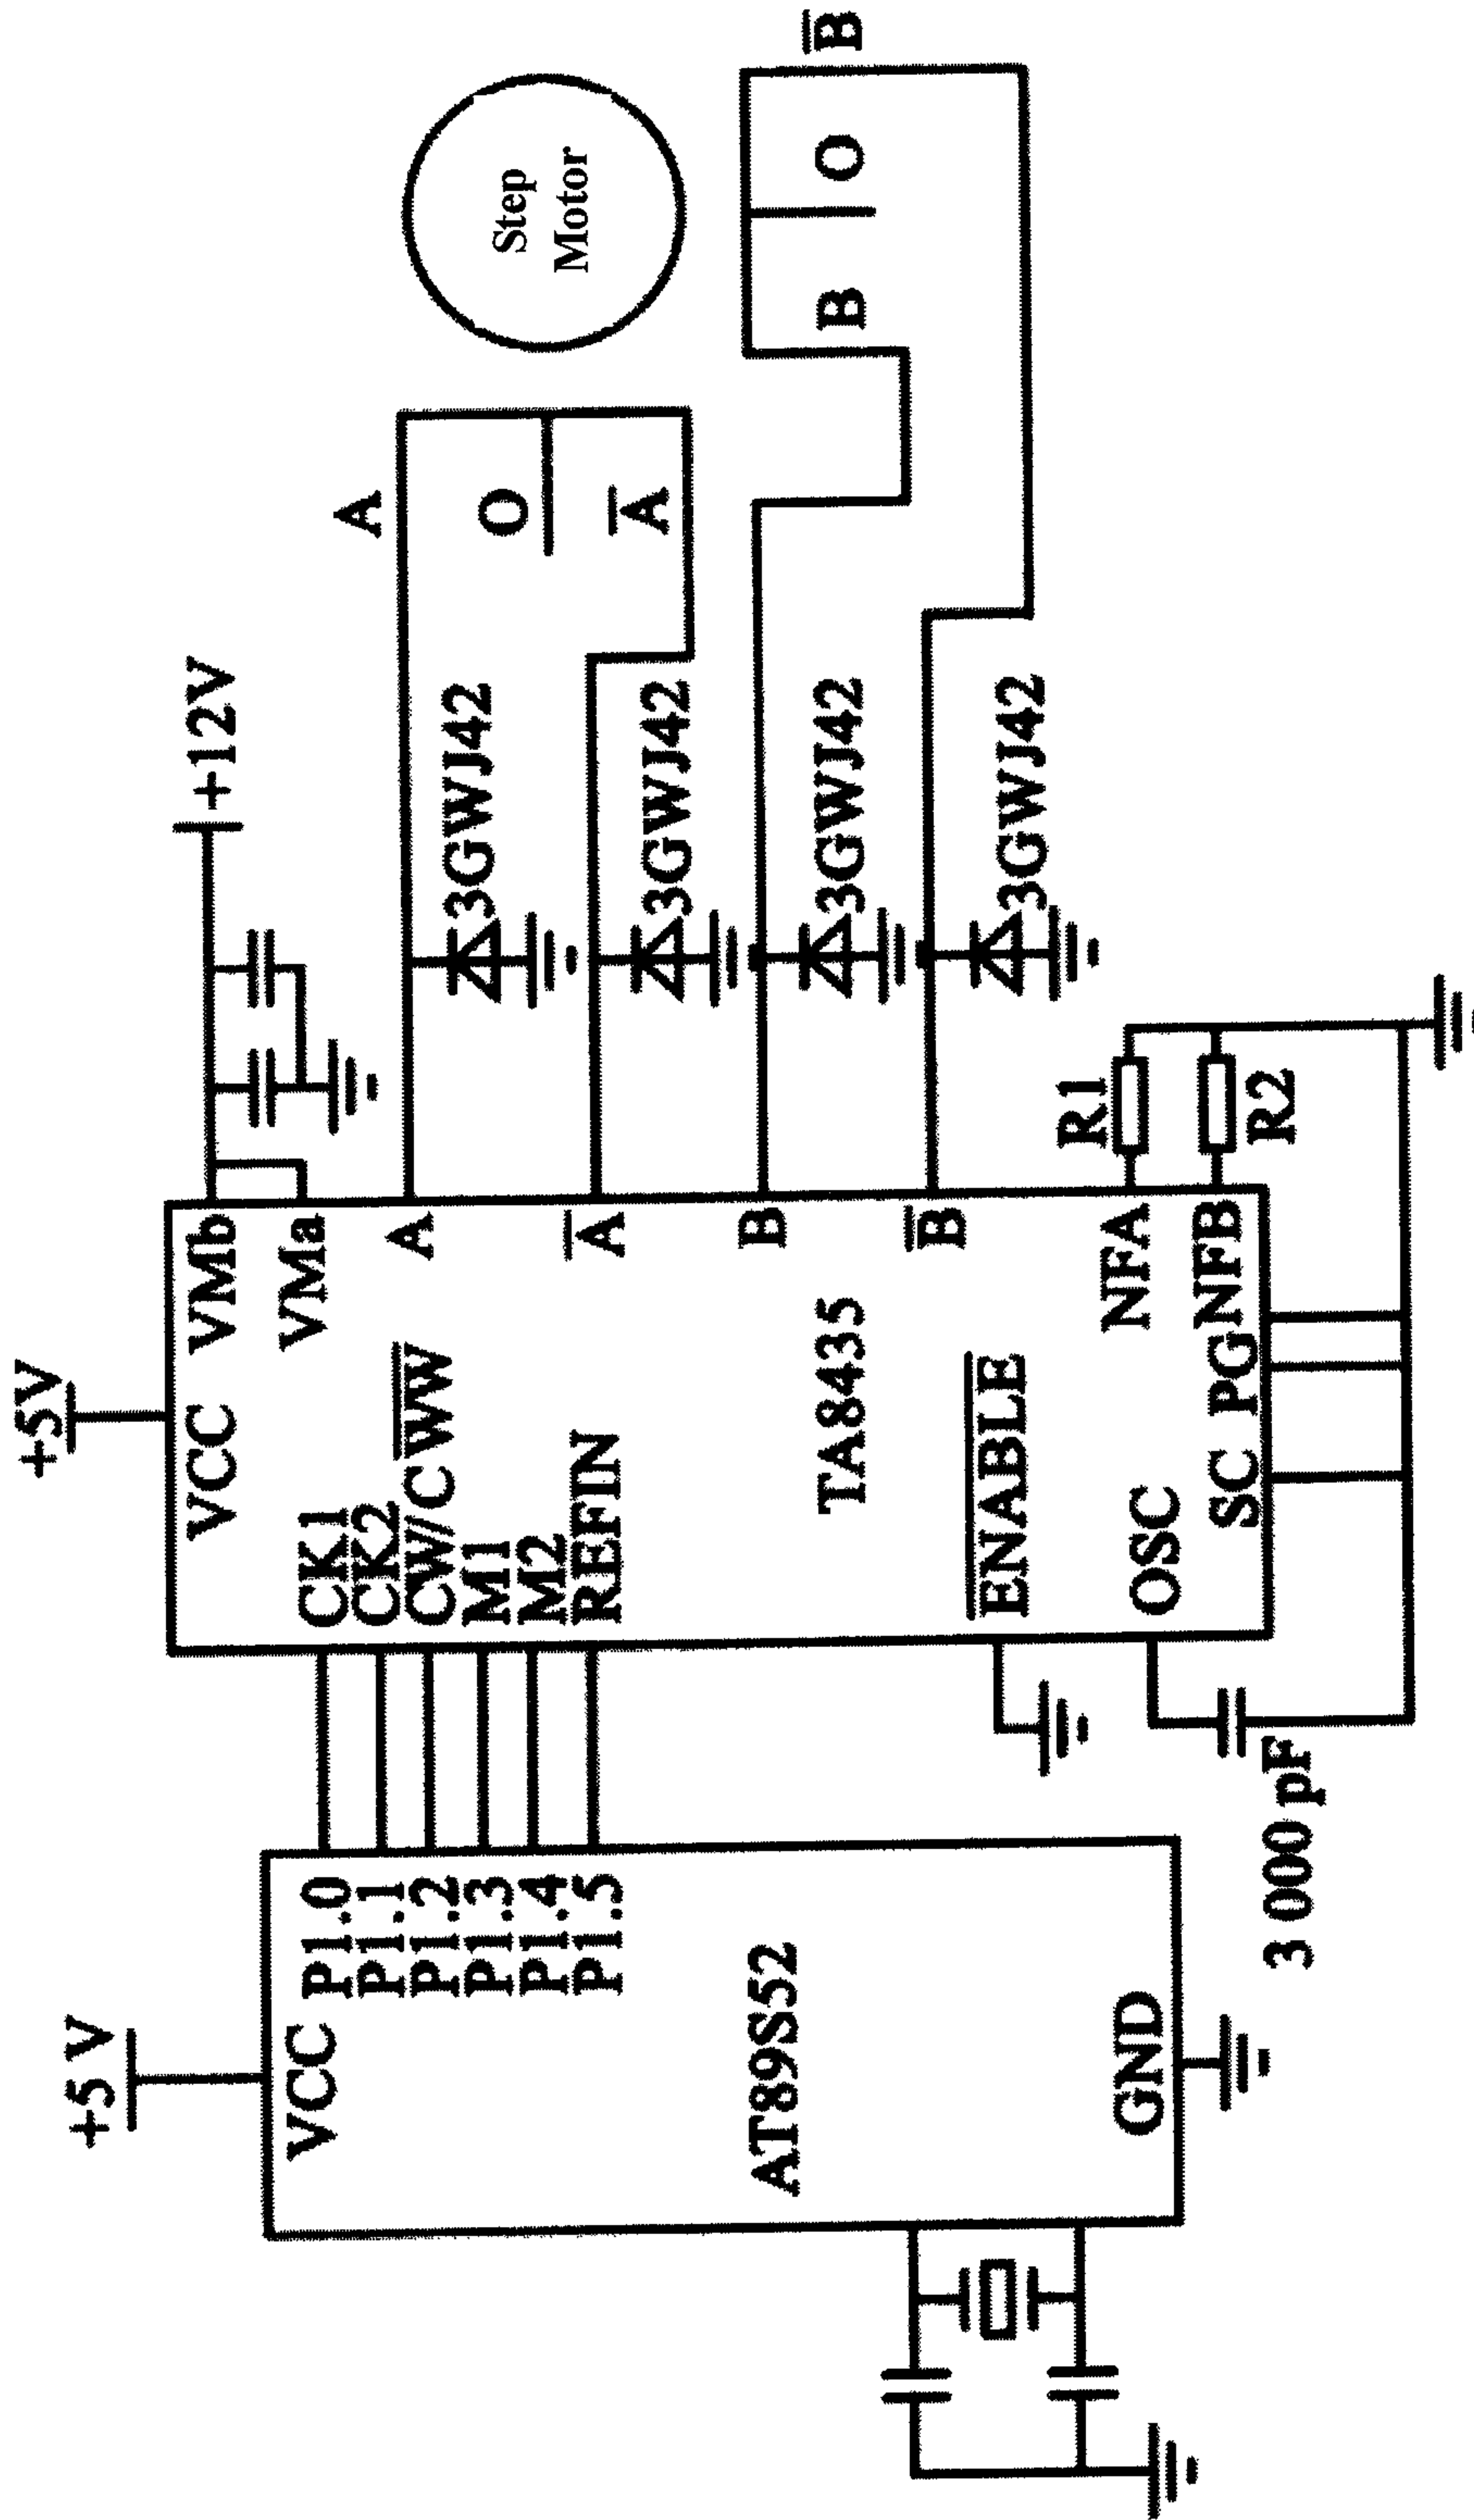 +5 V
VCC
P1.0
P1.1
P1.2
P1.3
P1.4
P1.5
AT89S52
GND
+5V
VCC
VMb
VMa
CK1
CK2
CW/C W̅W̅
M1
M2
REFIN
A
A̅
B
B̅
TA8435
E̅N̅A̅B̅L̅E̅
OSC
NFA
NFB
SC PG
3 000 pF
R1
R2
+12V
3GWJ42
3GWJ42
3GWJ42
3GWJ42
A
O
A̅
Step
Motor
B
O
B̅